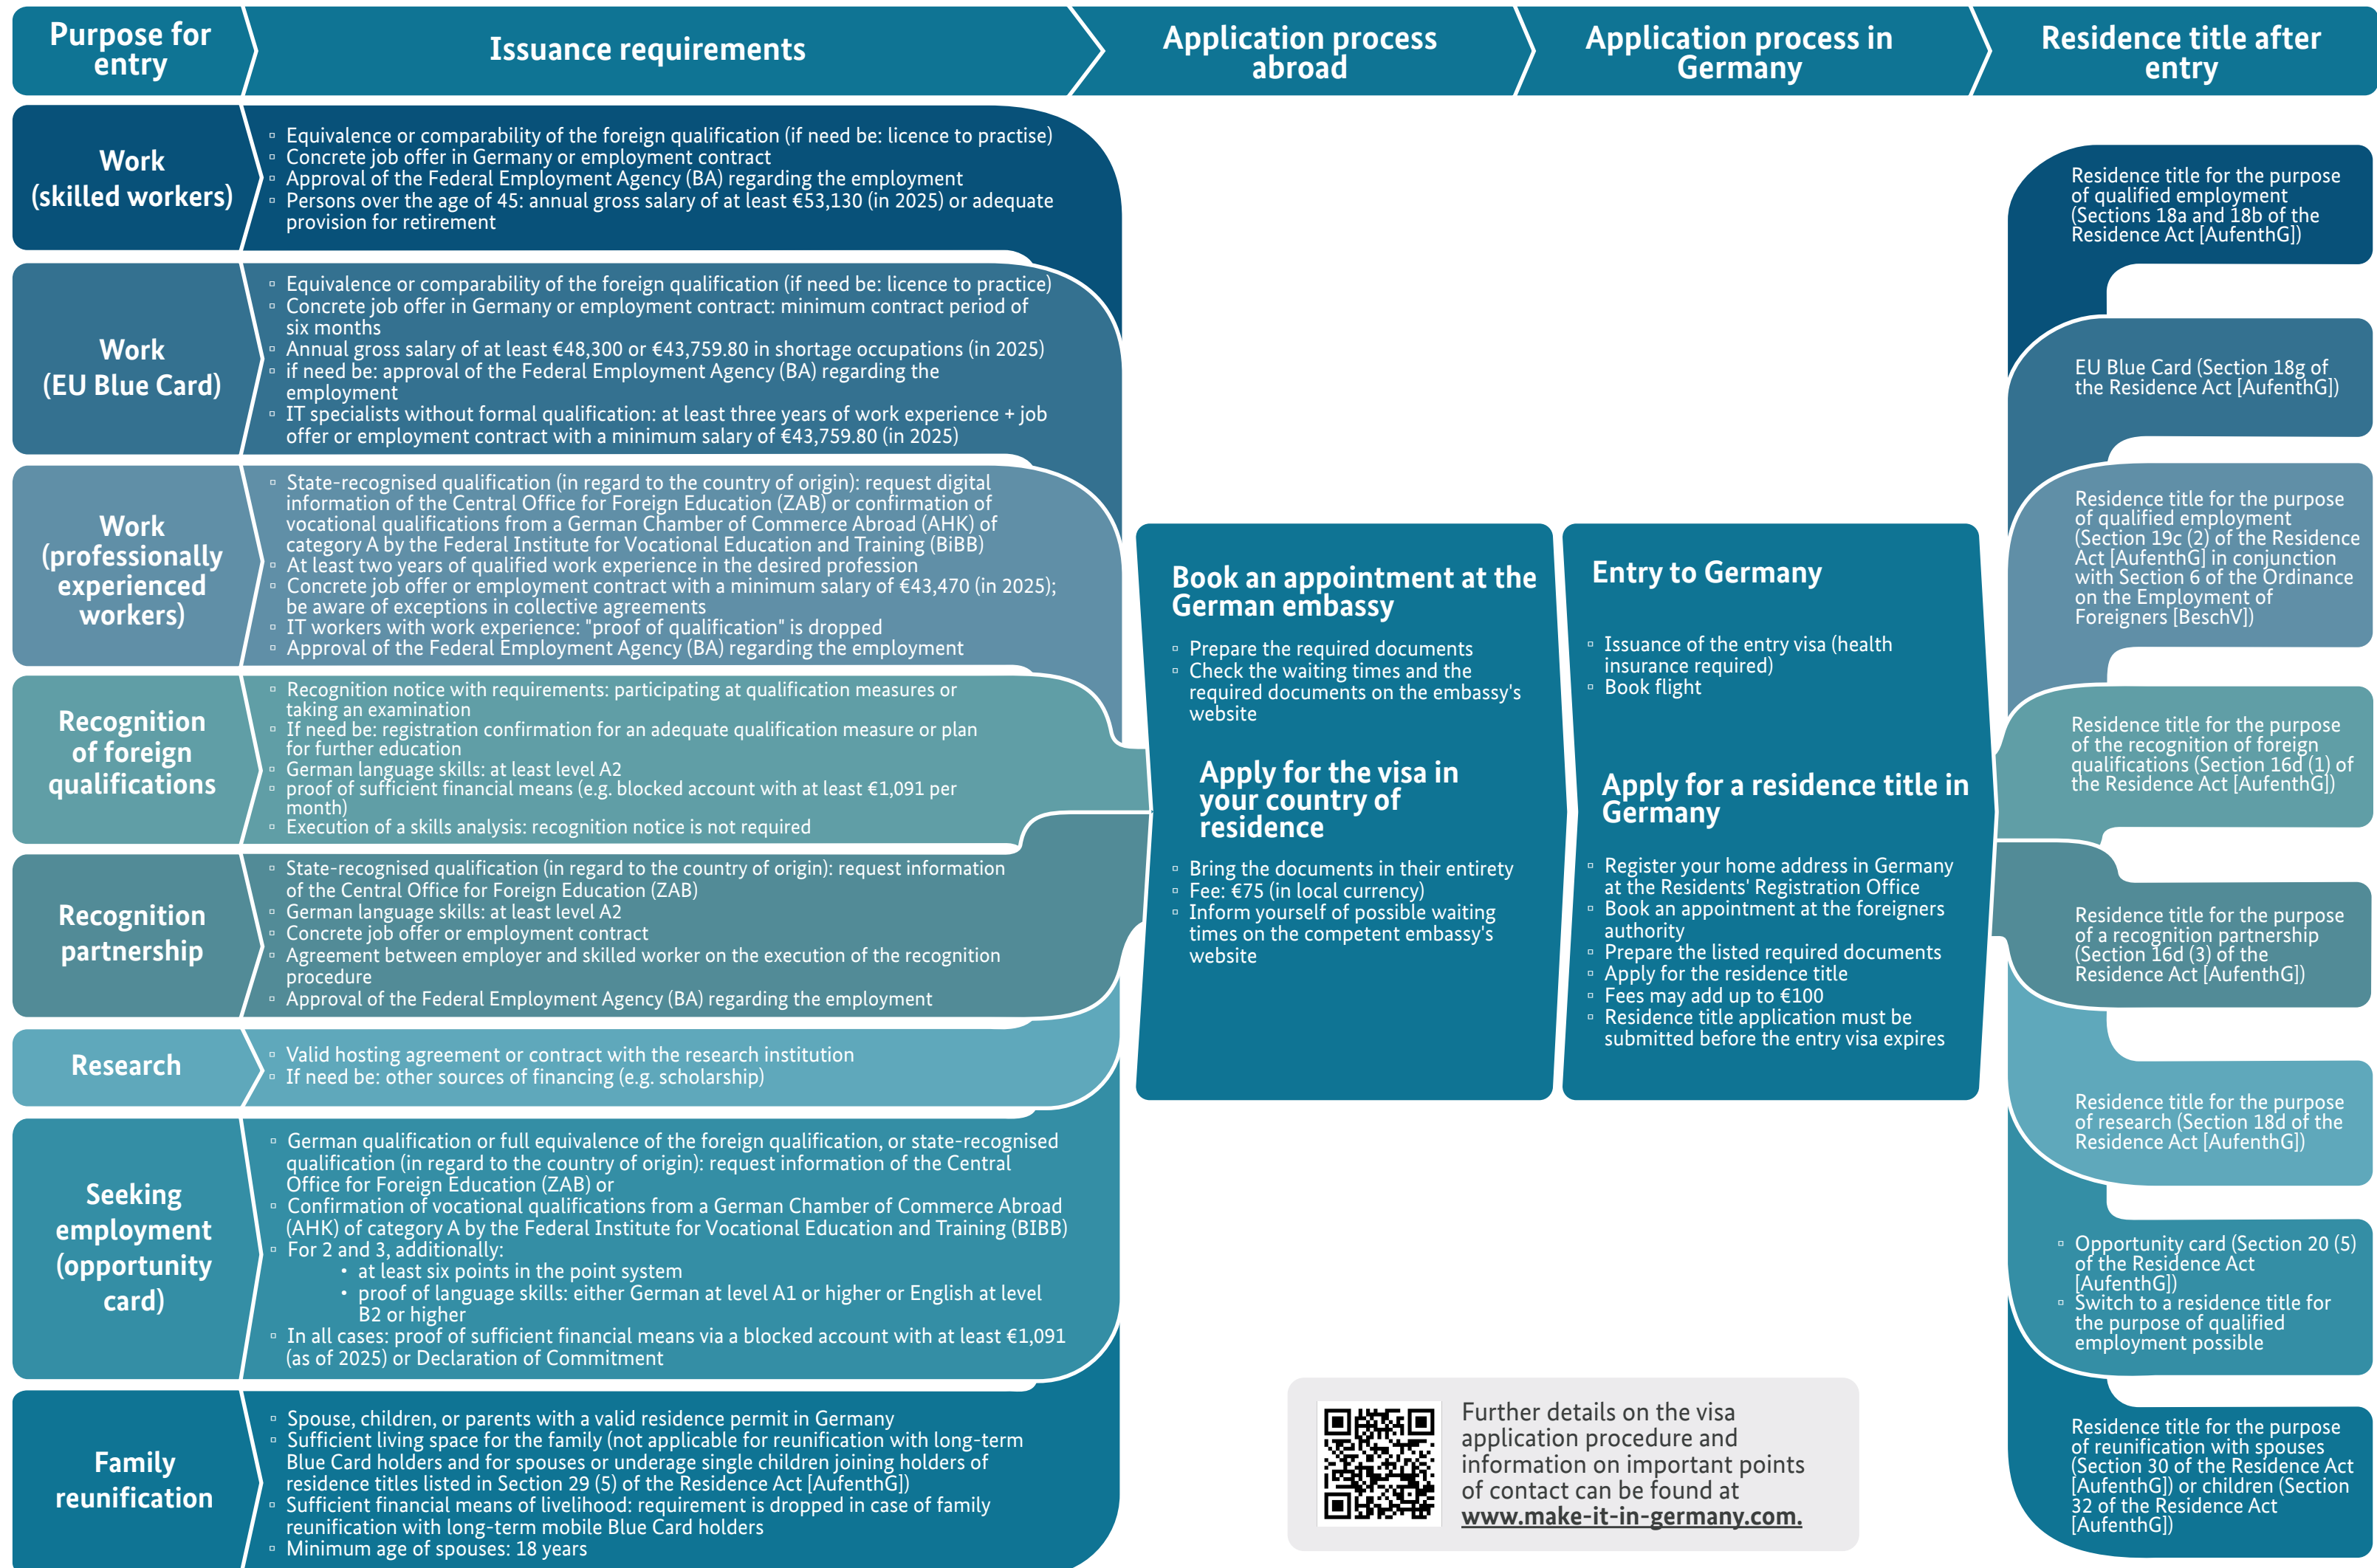 Purpose for
entry
Issuance requirements
Application process
abroad
Application process in
Germany
Residence title after
entry
Work
(skilled workers)
▫ Equivalence or comparability of the foreign qualification (if need be: licence to practise)
▫ Concrete job offer in Germany or employment contract
▫ Approval of the Federal Employment Agency (BA) regarding the employment
▫ Persons over the age of 45: annual gross salary of at least €53,130 (in 2025) or adequate
provision for retirement
Work
(EU Blue Card)
▫ Equivalence or comparability of the foreign qualification (if need be: licence to practice)
▫ Concrete job offer in Germany or employment contract: minimum contract period of
six months
▫ Annual gross salary of at least €48,300 or €43,759.80 in shortage occupations (in 2025)
▫ if need be: approval of the Federal Employment Agency (BA) regarding the
employment
▫ IT specialists without formal qualification: at least three years of work experience + job
offer or employment contract with a minimum salary of €43,759.80 (in 2025)
Work
(professionally
experienced
workers)
▫ State-recognised qualification (in regard to the country of origin): request digital
information of the Central Office for Foreign Education (ZAB) or confirmation of
vocational qualifications from a German Chamber of Commerce Abroad (AHK) of
category A by the Federal Institute for Vocational Education and Training (BiBB)
▫ At least two years of qualified work experience in the desired profession
▫ Concrete job offer or employment contract with a minimum salary of €43,470 (in 2025);
be aware of exceptions in collective agreements
▫ IT workers with work experience: "proof of qualification" is dropped
▫ Approval of the Federal Employment Agency (BA) regarding the employment
Recognition
of foreign
qualifications
▫ Recognition notice with requirements: participating at qualification measures or
taking an examination
▫ If need be: registration confirmation for an adequate qualification measure or plan
for further education
▫ German language skills: at least level A2
▫ proof of sufficient financial means (e.g. blocked account with at least €1,091 per
month)
▫ Execution of a skills analysis: recognition notice is not required
Recognition
partnership
▫ State-recognised qualification (in regard to the country of origin): request information
of the Central Office for Foreign Education (ZAB)
▫ German language skills: at least level A2
▫ Concrete job offer or employment contract
▫ Agreement between employer and skilled worker on the execution of the recognition
procedure
▫ Approval of the Federal Employment Agency (BA) regarding the employment
Research
▫ Valid hosting agreement or contract with the research institution
▫ If need be: other sources of financing (e.g. scholarship)
Seeking
employment
(opportunity
card)
▫ German qualification or full equivalence of the foreign qualification, or state-recognised
qualification (in regard to the country of origin): request information of the Central
Office for Foreign Education (ZAB) or
▫ Confirmation of vocational qualifications from a German Chamber of Commerce Abroad
(AHK) of category A by the Federal Institute for Vocational Education and Training (BIBB)
▫ For 2 and 3, additionally:
• at least six points in the point system
• proof of language skills: either German at level A1 or higher or English at level
B2 or higher
▫ In all cases: proof of sufficient financial means via a blocked account with at least €1,091
(as of 2025) or Declaration of Commitment
Family
reunification
▫ Spouse, children, or parents with a valid residence permit in Germany
▫ Sufficient living space for the family (not applicable for reunification with long-term
Blue Card holders and for spouses or underage single children joining holders of
residence titles listed in Section 29 (5) of the Residence Act [AufenthG])
▫ Sufficient financial means of livelihood: requirement is dropped in case of family
reunification with long-term mobile Blue Card holders
▫ Minimum age of spouses: 18 years
Book an appointment at the
German embassy
▫ Prepare the required documents
▫ Check the waiting times and the
required documents on the embassy's
website
Apply for the visa in
your country of
residence
▫ Bring the documents in their entirety
▫ Fee: €75 (in local currency)
▫ Inform yourself of possible waiting
times on the competent embassy's
website
Entry to Germany
▫ Issuance of the entry visa (health
insurance required)
▫ Book flight
Apply for a residence title in
Germany
▫ Register your home address in Germany
at the Residents' Registration Office
▫ Book an appointment at the foreigners
authority
▫ Prepare the listed required documents
▫ Apply for the residence title
▫ Fees may add up to €100
▫ Residence title application must be
submitted before the entry visa expires
Residence title for the purpose
of qualified employment
(Sections 18a and 18b of the
Residence Act [AufenthG])
EU Blue Card (Section 18g of
the Residence Act [AufenthG])
Residence title for the purpose
of qualified employment
(Section 19c (2) of the Residence
Act [AufenthG] in conjunction
with Section 6 of the Ordinance
on the Employment of
Foreigners [BeschV])
Residence title for the purpose
of the recognition of foreign
qualifications (Section 16d (1) of
the Residence Act [AufenthG])
Residence title for the purpose
of a recognition partnership
(Section 16d (3) of the
Residence Act [AufenthG])
Residence title for the purpose
of research (Section 18d of the
Residence Act [AufenthG])
▫ Opportunity card (Section 20 (5)
of the Residence Act
[AufenthG])
▫ Switch to a residence title for
the purpose of qualified
employment possible
Residence title for the purpose
of reunification with spouses
(Section 30 of the Residence Act
[AufenthG]) or children (Section
32 of the Residence Act
[AufenthG])
Further details on the visa
application procedure and
information on important points
of contact can be found at
www.make-it-in-germany.com.